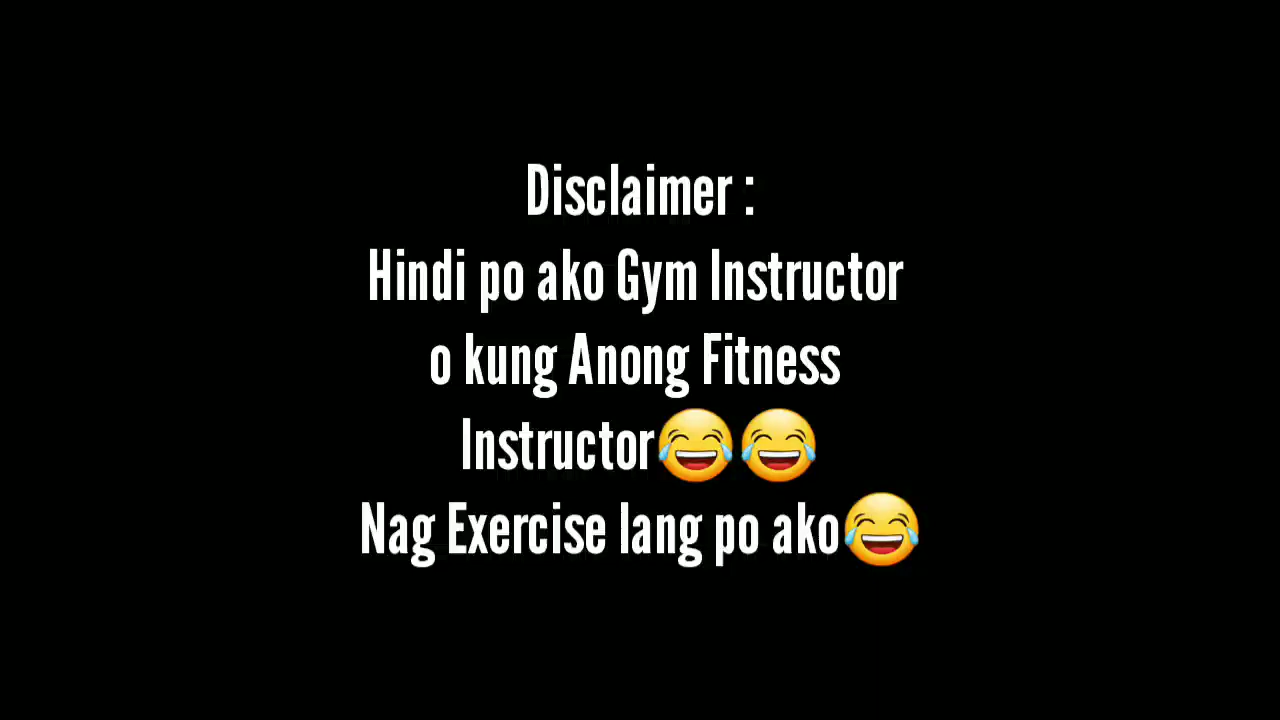 Disclaimer :
Hindi po ako Gym Instructor
o kung Anong Fitness
Instructor😂😂
Nag Exercise lang po ako😂